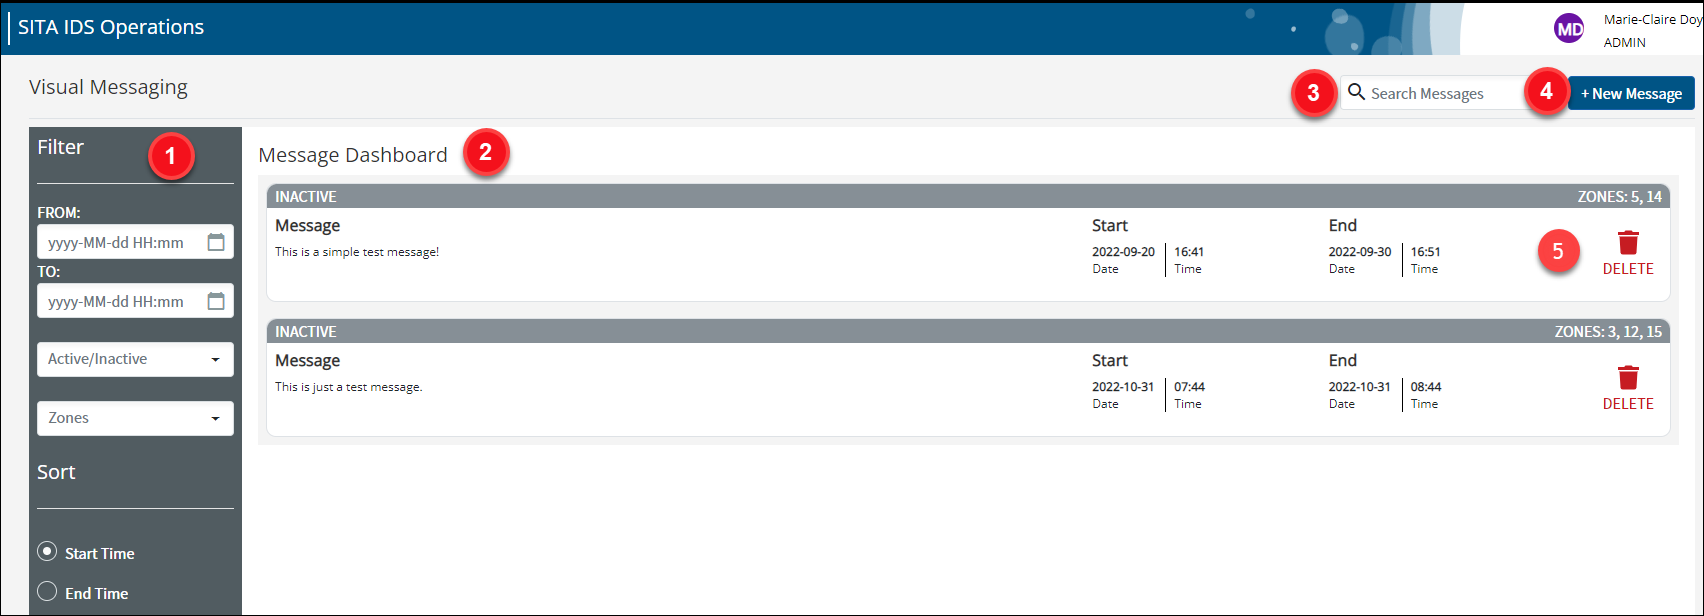 SITA IDS Operations
MD
Marie-Claire Doy
ADMIN
Visual Messaging
3
Search Messages
4
+ New Message
Filter
1
FROM:
yyyy-MM-dd HH:mm
TO:
yyyy-MM-dd HH:mm
Active/Inactive
Zones
Sort
Start Time
End Time
Message Dashboard
2
INACTIVE
ZONES: 5, 14
Message
Start
End
This is a simple test message!
2022-09-20
16:41
2022-09-30
16:51
Date
Time
Date
Time
5
DELETE
INACTIVE
ZONES: 3, 12, 15
Message
Start
End
This is just a test message.
2022-10-31
07:44
2022-10-31
08:44
Date
Time
Date
Time
DELETE